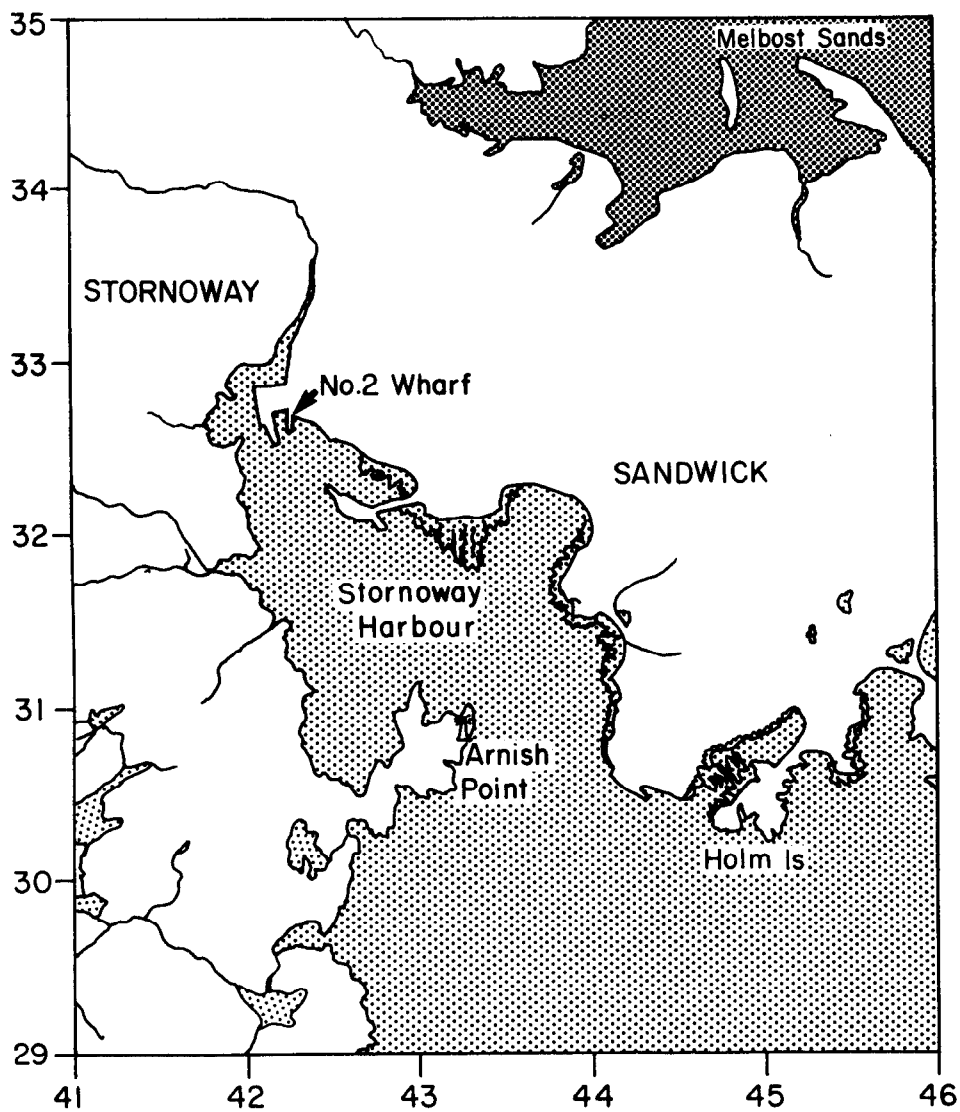 35
Melbost Sands
34
STORNOWAY
33
No.2 Wharf
SANDWICK
32
Stornoway
Harbour
31
Arnish
Point
Holm Is.
30
29
41 42 43 44 45 46